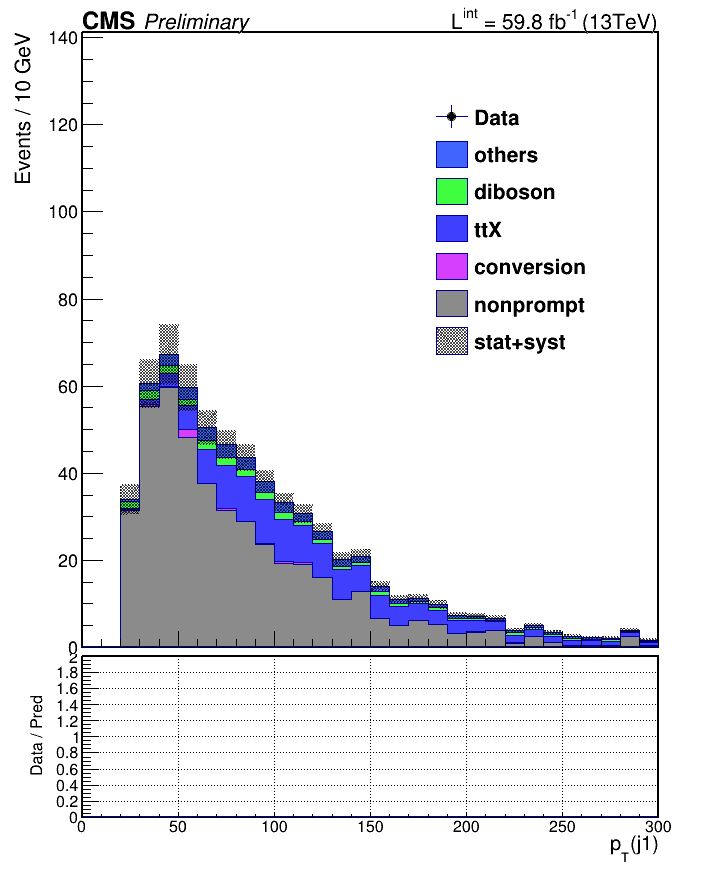 CMS Preliminary
L^int = 59.8 fb^-1 (13TeV)
Events / 10 GeV
140
120
100
80
60
40
20
0
Data
others
diboson
ttX
conversion
nonprompt
stat+syst
Data / Pred
2
1.8
1.6
1.4
1.2
1
0.8
0.6
0.4
0.2
0
0 50 100 150 200 250 300
p_T(j1)